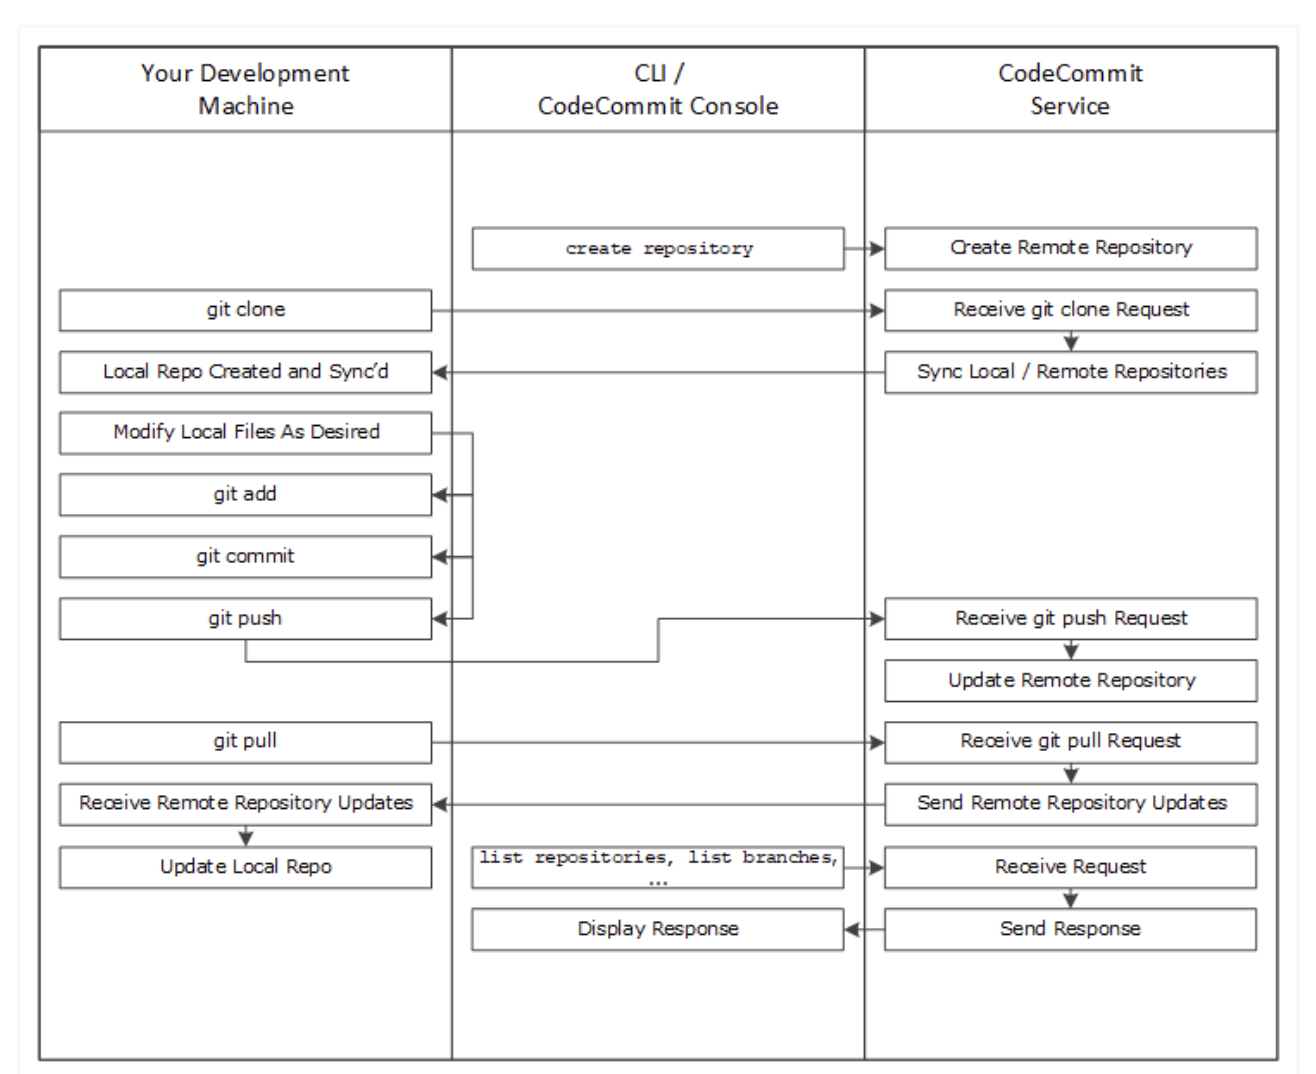 Your Development
Machine
CLI /
CodeCommit Console
CodeCommit
Service
create repository
Create Remote Repository
git clone
Receive git clone Request
Local Repo Created and Sync’d
Sync Local / Remote Repositories
Modify Local Files As Desired
git add
git commit
git push
Receive git push Request
Update Remote Repository
git pull
Receive git pull Request
Receive Remote Repository Updates
Send Remote Repository Updates
Update Local Repo
list repositories, list branches,
...
Receive Request
Display Response
Send Response